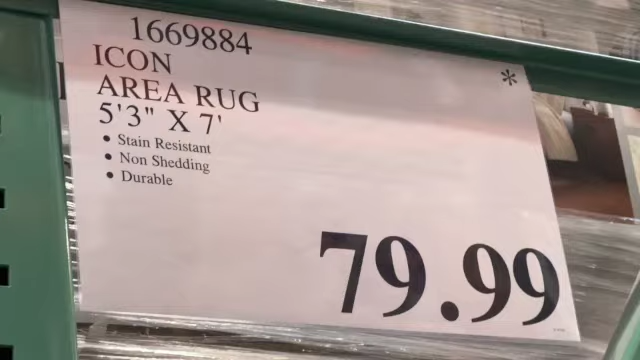 1669884
*
ICON
AREA RUG
5'3" X 7'
• Stain Resistant
• Non Shedding
• Durable
79.99